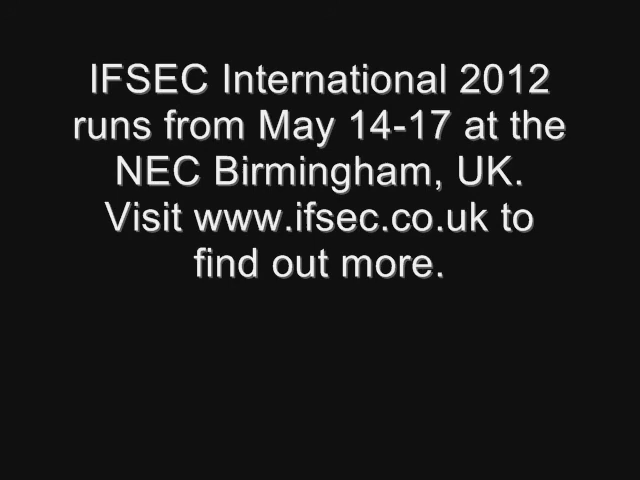 IFSEC International 2012
runs from May 14-17 at the
NEC Birmingham, UK.
Visit www.ifsec.co.uk to
find out more.